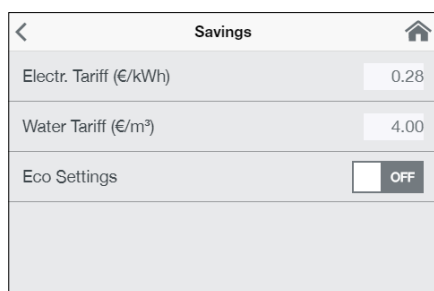 Savings
Electr. Tariff (€/kWh) 0.28
Water Tariff (€/m³) 4.00
Eco Settings OFF